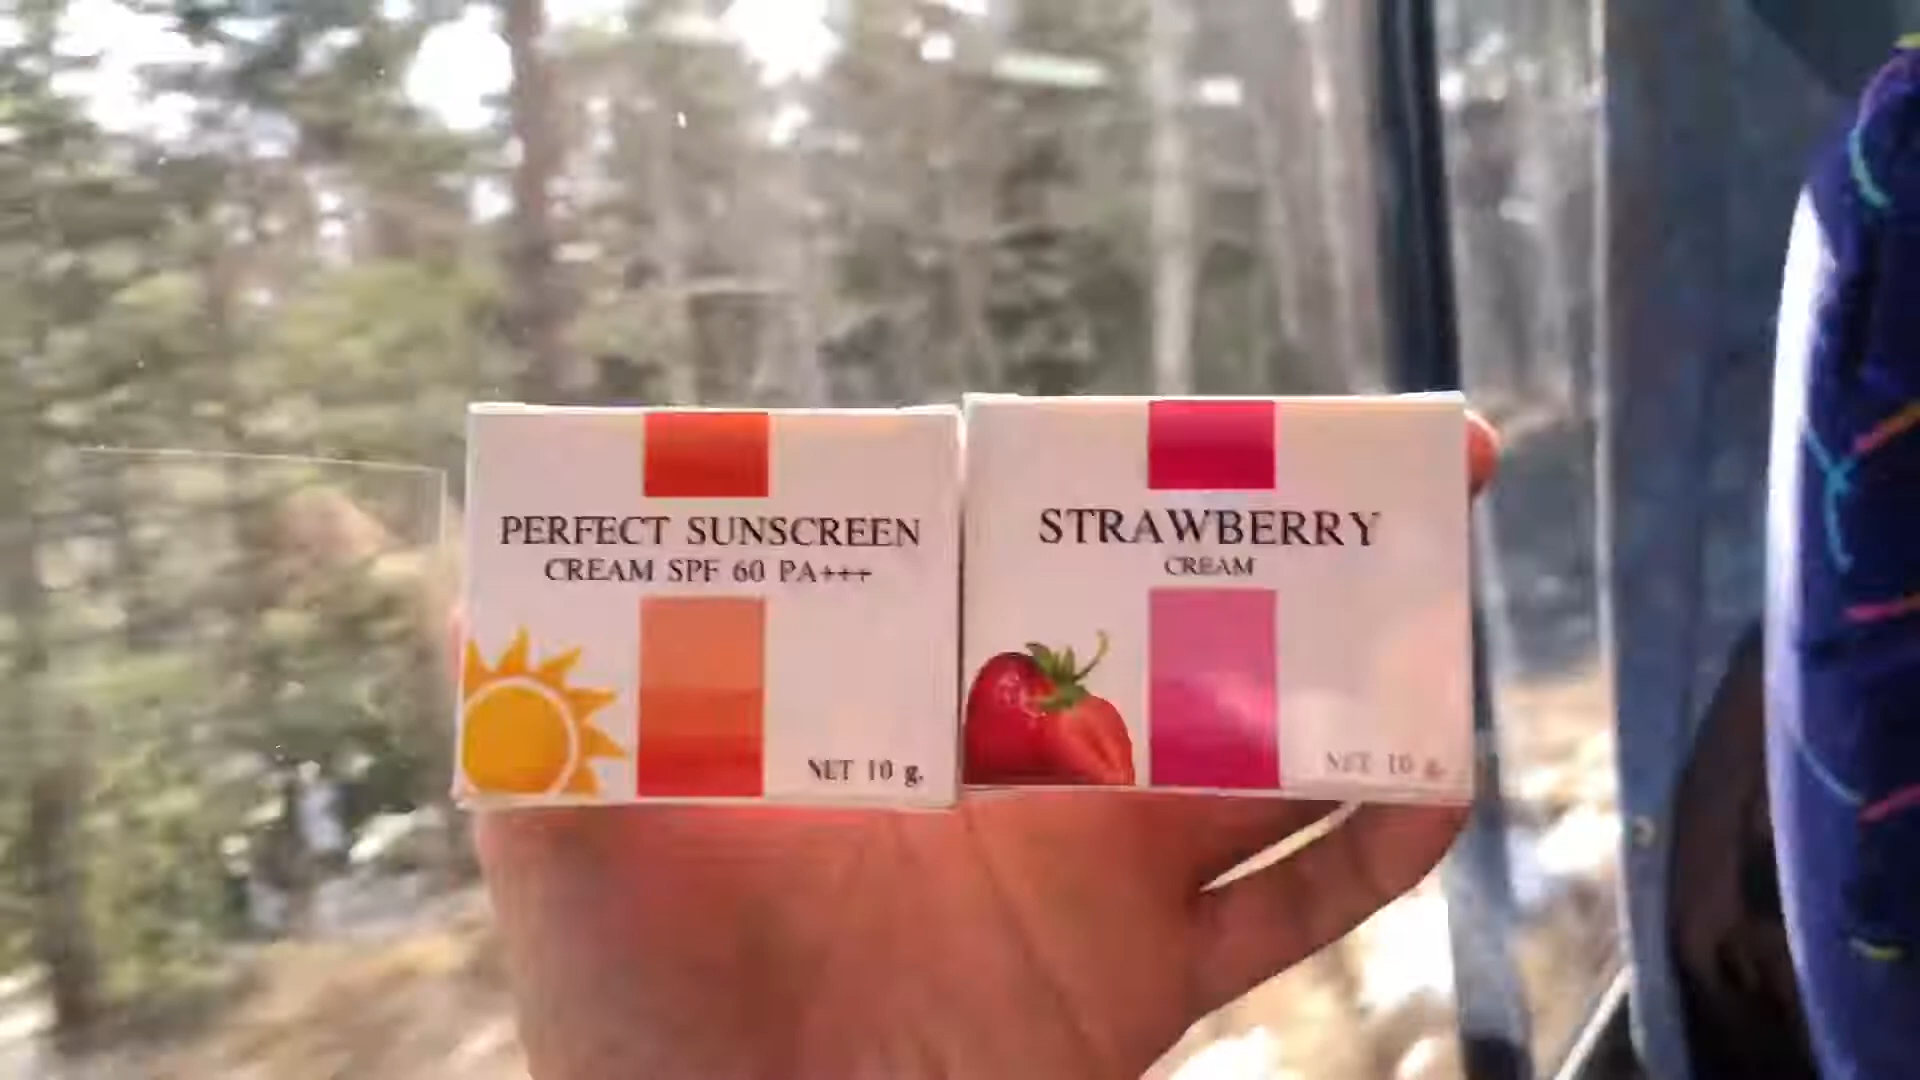 PERFECT SUNSCREEN
CREAM SPF 60 PA+++
NET 10 g.
STRAWBERRY
CREAM
NET 10 g.